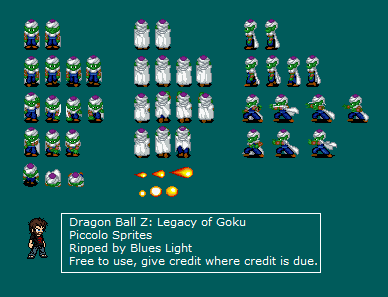 Dragon Ball Z: Legacy of Goku
Piccolo Sprites
Ripped by Blues Light
Free to use, give credit where credit is due.